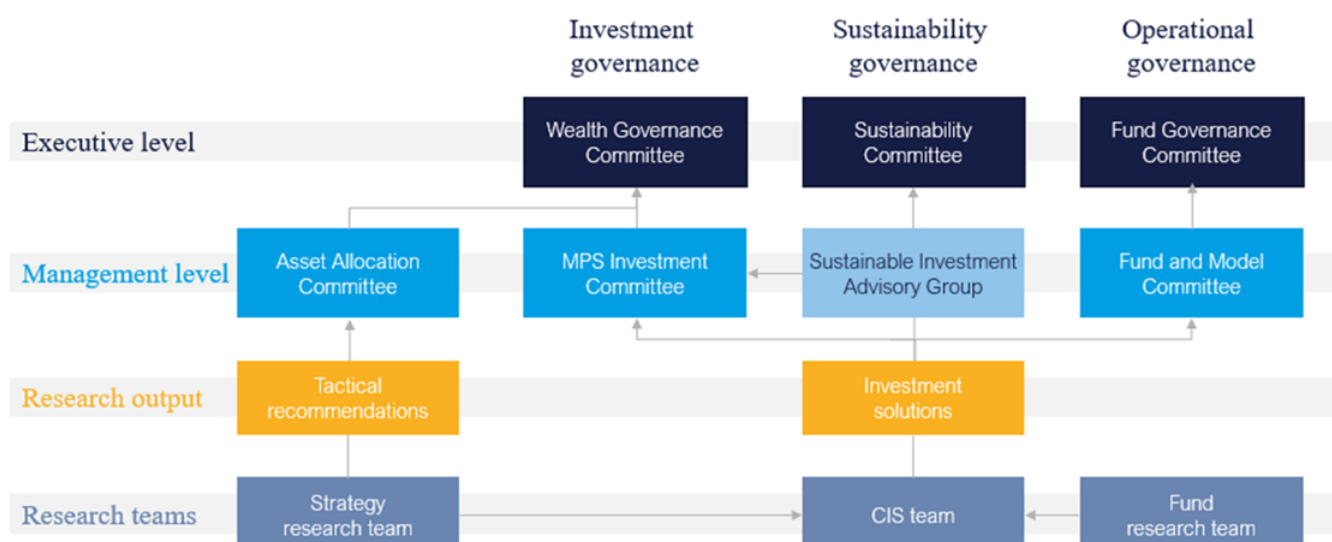 Investment
governance
Sustainability
governance
Operational
governance
Executive level
Wealth Governance
Committee
Sustainability
Committee
Fund Governance
Committee
Management level
Asset Allocation
Committee
MPS Investment
Committee
Sustainable Investment
Advisory Group
Fund and Model
Committee
Research output
Tactical
recommendations
Investment
solutions
Research teams
Strategy
research team
CIS team
Fund
research team